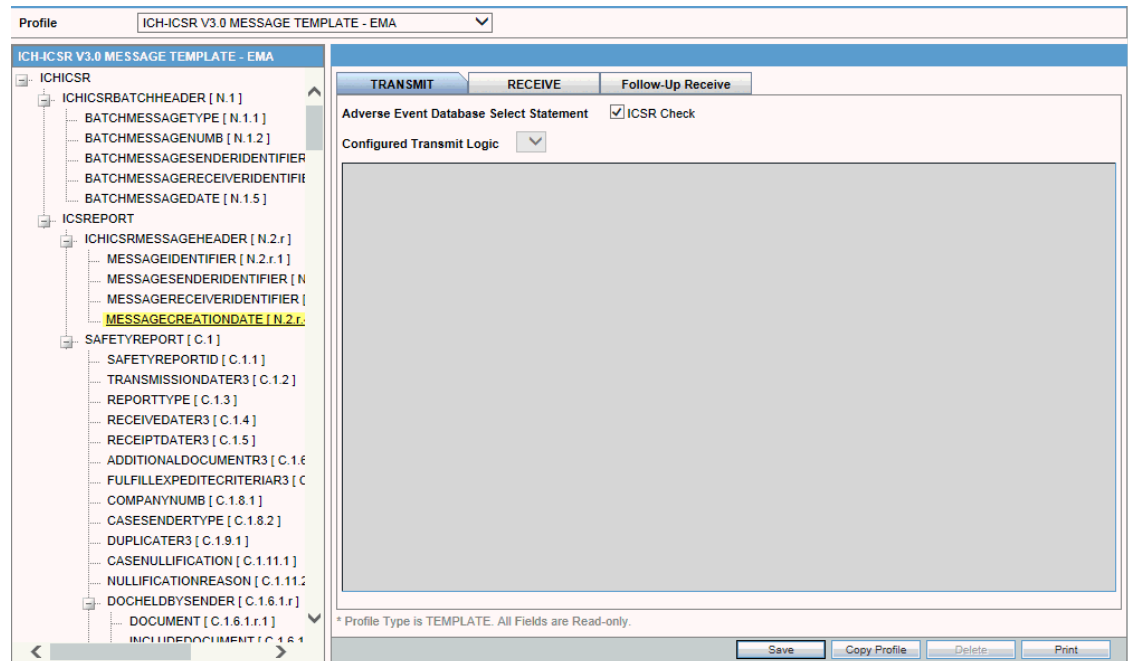 Profile ICH-ICSR V3.0 MESSAGE TEMPLATE - EMA
ICH-ICSR V3.0 MESSAGE TEMPLATE - EMA
ICHICSR
ICHICSRBATCHHEADER [ N.1 ]
BATCHMESSAGETYPE [ N.1.1 ]
BATCHMESSAGENUMB [ N.1.2 ]
BATCHMESSAGESENDERIDENTIFIER
BATCHMESSAGERECEIVERIDENTIFIE
BATCHMESSAGEDATE [ N.1.5 ]
ICSREPORT
ICHICSRMESSAGEHEADER [ N.2.r ]
MESSAGEIDENTIFIER [ N.2.r.1 ]
MESSAGESENDERIDENTIFIER [ N
MESSAGERECEIVERIDENTIFIER [
MESSAGECREATIONDATE [ N.2.r.
SAFETYREPORT [ C.1 ]
SAFETYREPORTID [ C.1.1 ]
TRANSMISSIONDATER3 [ C.1.2 ]
REPORTTYPE [ C.1.3 ]
RECEIVEDATER3 [ C.1.4 ]
RECEIPTDATER3 [ C.1.5 ]
ADDITIONALDOCUMENTR3 [ C.1.6
FULFILLEXPEDITECRITERIAR3 [ C
COMPANYNUMB [ C.1.8.1 ]
CASESENDERTYPE [ C.1.8.2 ]
DUPLICATER3 [ C.1.9.1 ]
CASENULLIFICATION [ C.1.11.1 ]
NULLIFICATIONREASON [ C.1.11.2
DOCHELDBYSENDER [ C.1.6.1.r ]
DOCUMENT [ C.1.6.1.r.1 ]
INCLUDEDOCUMENT [ C.1.6.1
TRANSMIT RECEIVE Follow-Up Receive
Adverse Event Database Select Statement ICSR Check
Configured Transmit Logic
* Profile Type is TEMPLATE. All Fields are Read-only.
Save Copy Profile Delete Print